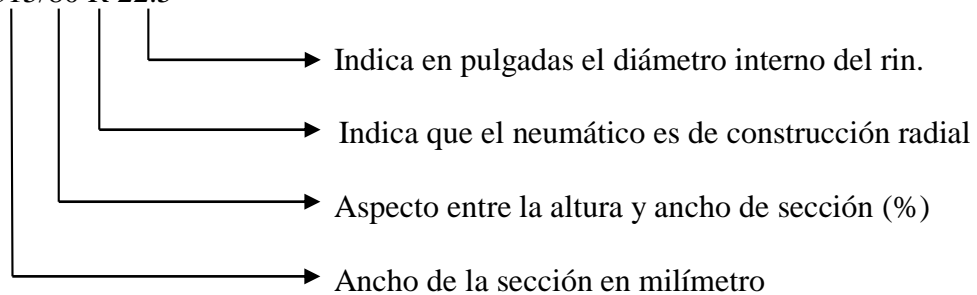 Indica en pulgadas el diámetro interno del rin.
Indica que el neumático es de construcción radial
Aspecto entre la altura y ancho de sección (%)
Ancho de la sección en milímetro